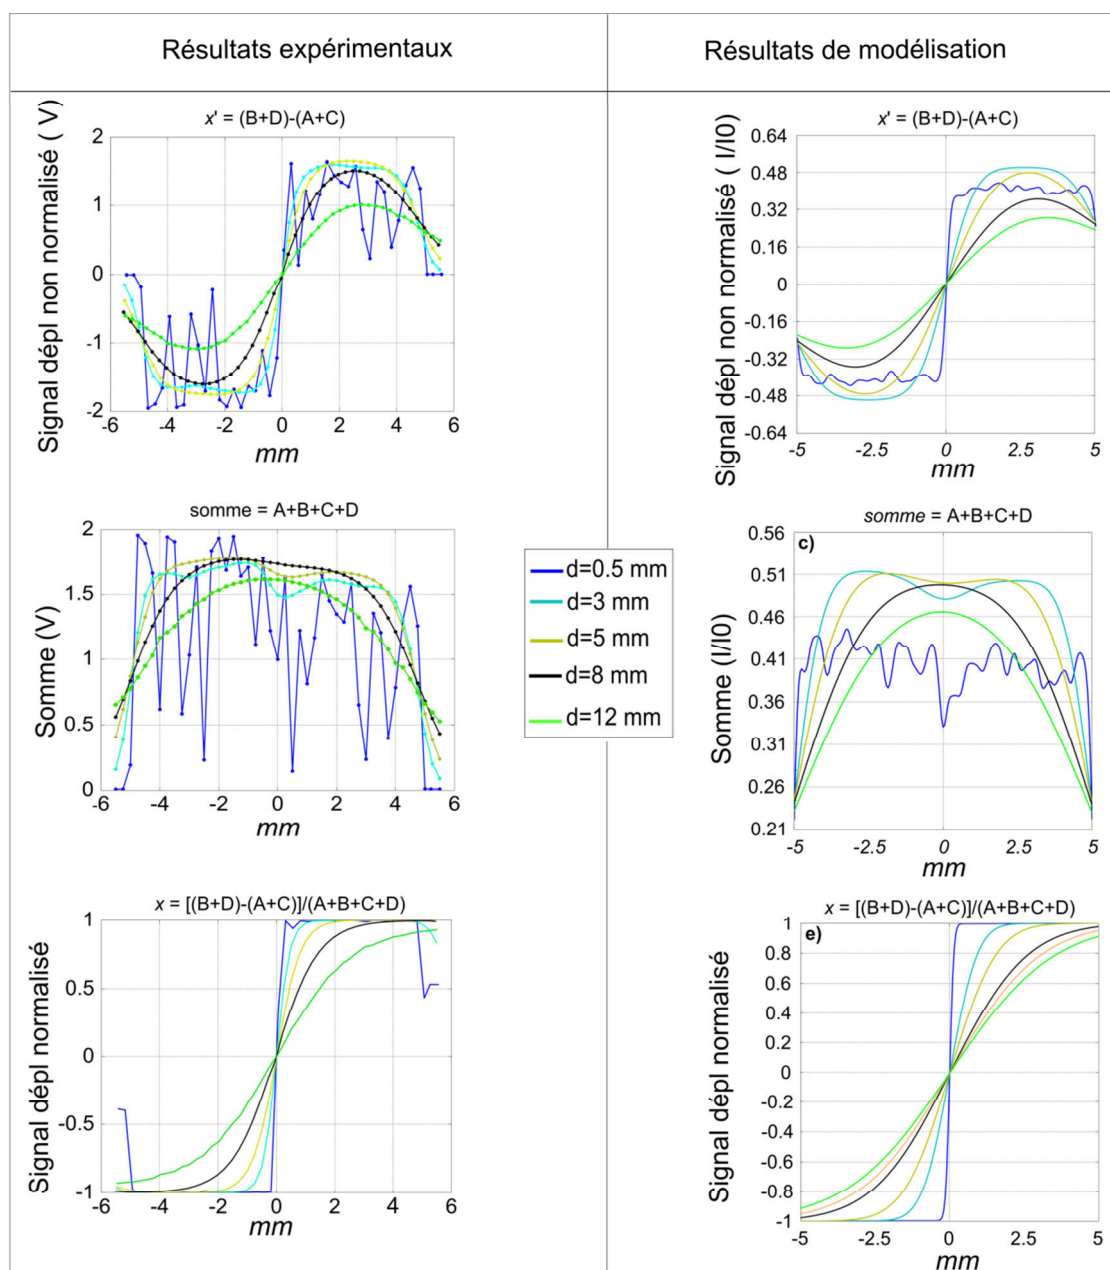 Résultats expérimentaux
Résultats de modélisation
x' = (B+D)-(A+C)
Signal dépl non normalisé ( V)
2
1
0
-1
-2
-6
-4
-2
0
2
4
6
mm
x' = (B+D)-(A+C)
Signal dépl non normalisé ( I/I0)
0.64
0.48
0.32
0.16
0
-0.16
-0.32
-0.48
-0.64
-5
-2.5
0
2.5
5
mm
somme = A+B+C+D
Somme (V)
2
1.5
1
0.5
0
-6
-4
-2
0
2
4
6
mm
d=0.5 mm
d=3 mm
d=5 mm
d=8 mm
d=12 mm
somme = A+B+C+D
c)
Somme (I/I0)
0.56
0.51
0.46
0.41
0.36
0.31
0.26
0.21
-5
-2.5
0
2.5
5
mm
x = [(B+D)-(A+C)]/(A+B+C+D)
Signal dépl normalisé
1
0.5
0
-0.5
-1
-6
-4
-2
0
2
4
6
mm
x = [(B+D)-(A+C)]/(A+B+C+D)
e)
Signal dépl normalisé
1
0.8
0.6
0.4
0.2
0
-0.2
-0.4
-0.6
-0.8
-1
-5
-2.5
0
2.5
5
mm